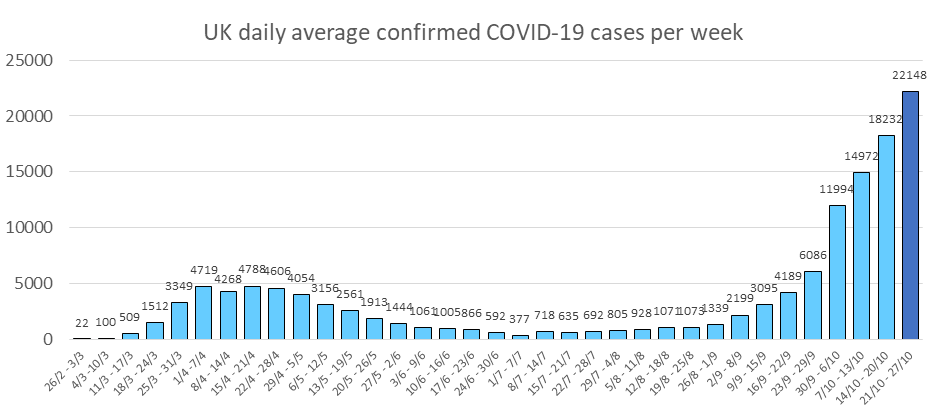 UK daily average confirmed COVID-19 cases per week
25000
20000
15000
10000
5000
0
22
100
509
1512
3349
4719
4268
4788
4606
4054
3156
2561
1913
1444
1061
1005
866
592
377
718
635
692
805
928
1071
1073
1339
2199
3095
4189
6086
11994
14972
18232
22148
26/2 - 3/3
4/3 -10/3
11/3 -17/3
18/3 - 24/3
25/3 - 31/3
1/4 -7/4
8/4 - 14/4
15/4 - 21/4
22/4 - 28/4
29/4 - 5/5
6/5 - 12/5
13/5 -19/5
20/5 - 26/5
27/5 - 2/6
3/6 - 9/6
10/6 -16/6
17/6 - 23/6
24/6 - 30/6
1/7 - 7/7
8/7 - 14/7
15/7 - 21/7
22/7 - 28/7
29/7 - 4/8
5/8 - 11/8
12/8 - 18/8
19/8 - 25/8
26/8 - 1/9
2/9 - 8/9
9/9 - 15/9
16/9 - 22/9
23/9 - 29/9
30/9 - 6/10
7/10 - 13/10
14/10 - 20/10
21/10 - 27/10